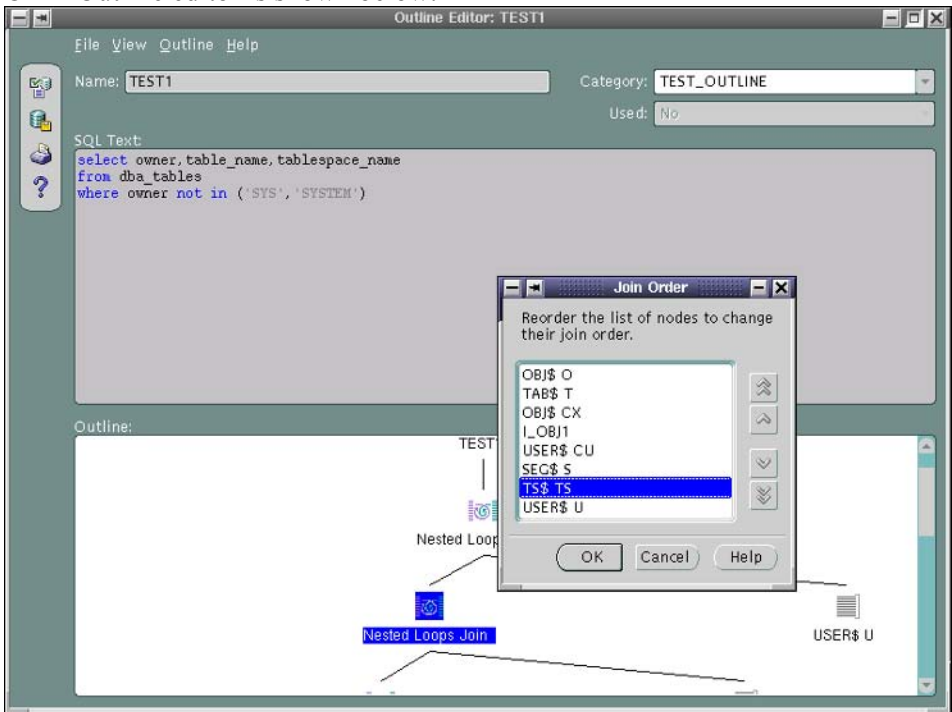 Outline Editor: TEST1
File View Outline Help
Name: TEST1
Category: TEST_OUTLINE
Used: No
SQL Text:
select owner,table_name,tablespace_name
from dba_tables
where owner not in ('SYS','SYSTEM')
Join Order
Reorder the list of nodes to change
their join order.
OBJ$ O
TAB$ T
OBJ$ CX
I_OBJ1
USER$ CU
SEG$ S
TS$ TS
USER$ U
OK Cancel Help
Outline:
TEST
Nested Loop
Nested Loops Join
USER$ U